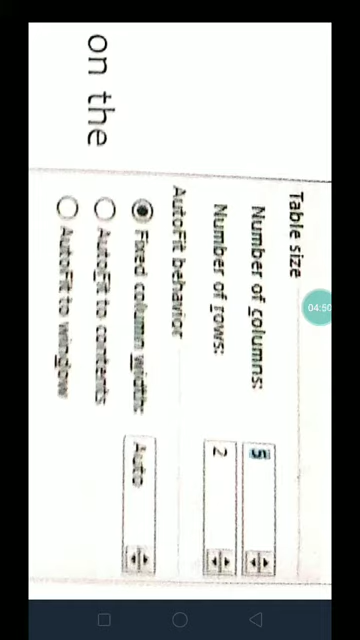 Table size
Number of columns: 5
Number of rows: 2
AutoFit behavior
Fixed column width: Auto
AutoFit to contents
AutoFit to window
on the
04:50